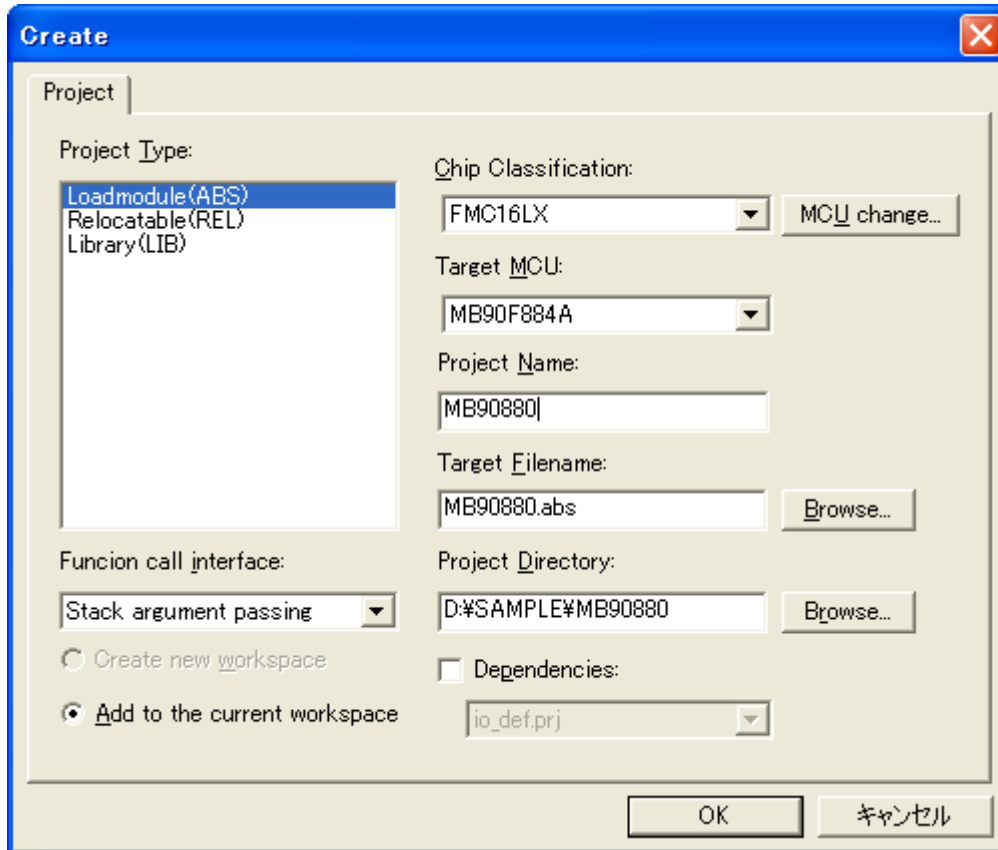 Create
Project
Project Type:
Loadmodule(ABS)
Relocatable(REL)
Library(LIB)
Funcion call interface:
Stack argument passing
Create new workspace
Add to the current workspace
Chip Classification:
FMC16LX
MCU change...
Target MCU:
MB90F884A
Project Name:
MB90880
Target Filename:
MB90880.abs
Browse...
Project Directory:
D:¥SAMPLE¥MB90880
Browse...
Dependencies:
io_def.prj
OK
キャンセル